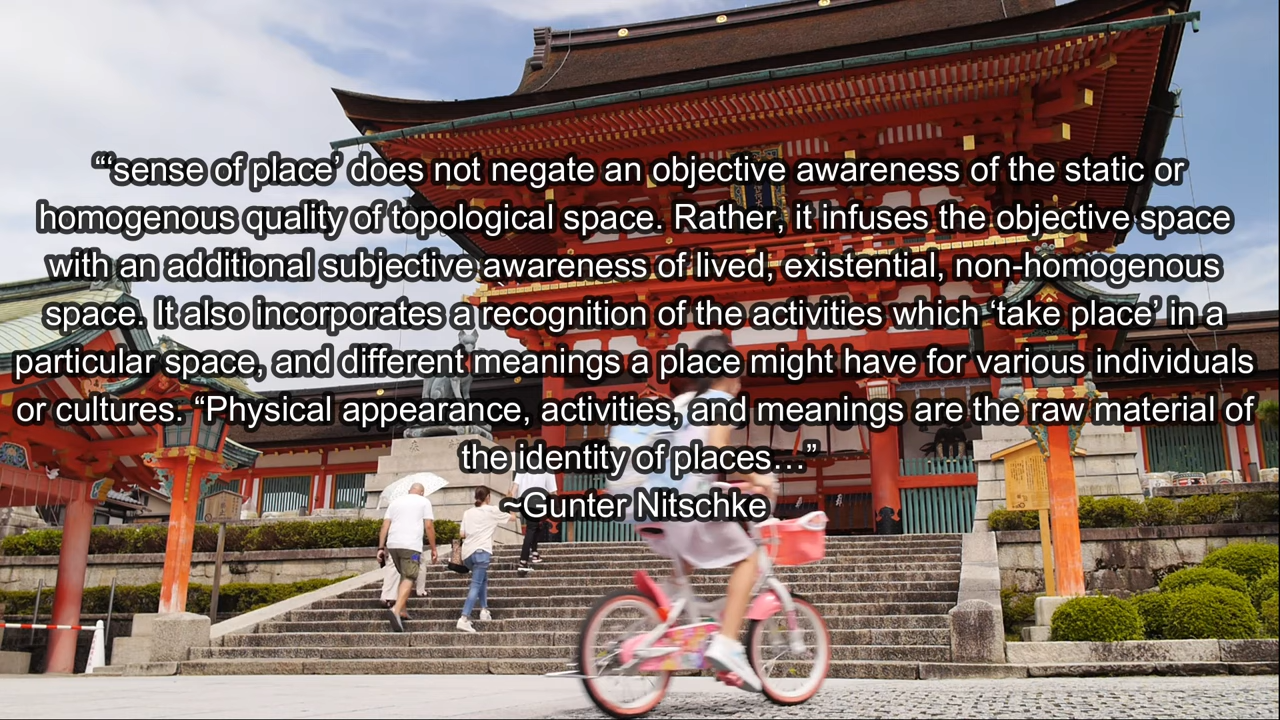 “‘sense of place’ does not negate an objective awareness of the static or
homogenous quality of topological space. Rather, it infuses the objective space
with an additional subjective awareness of lived, existential, non-homogenous
space. It also incorporates a recognition of the activities which ‘take place’ in a
particular space, and different meanings a place might have for various individuals
or cultures. “Physical appearance, activities, and meanings are the raw material of
the identity of places…”
~Gunter Nitschke